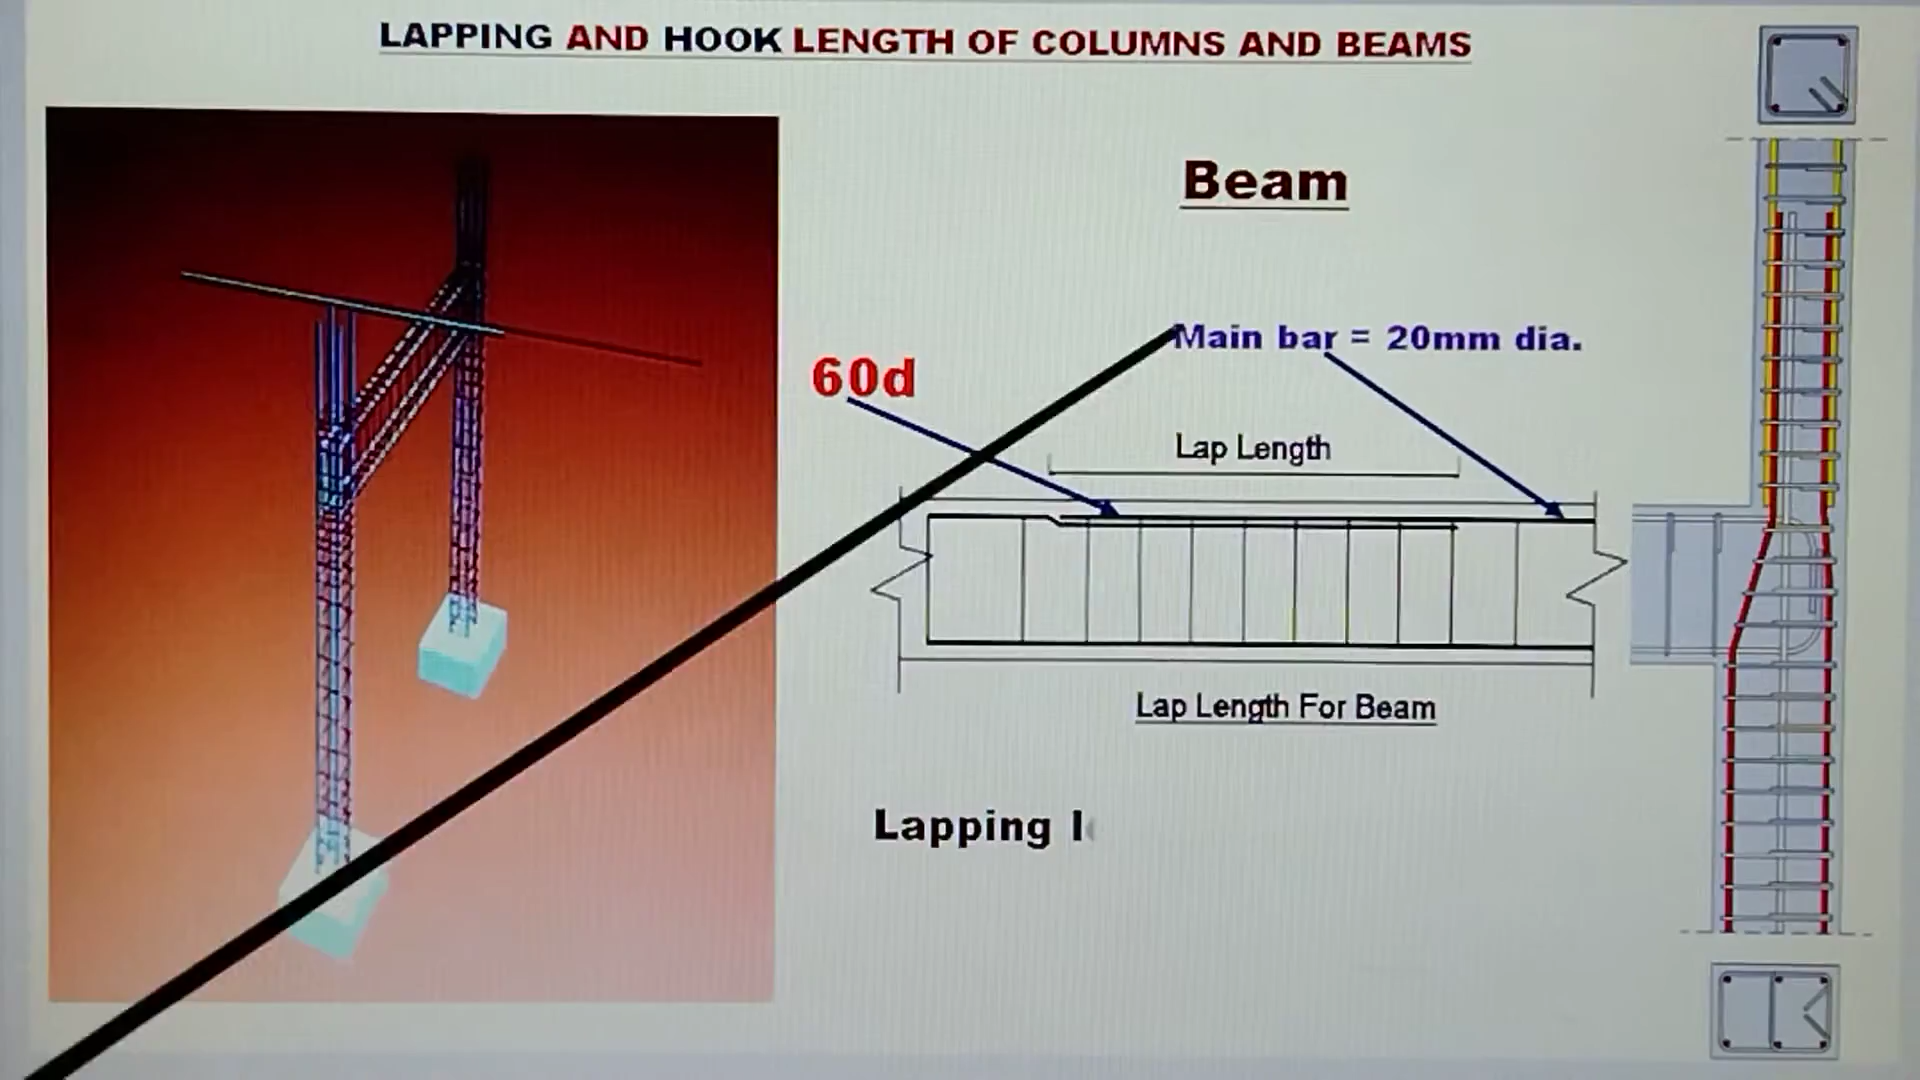 LAPPING AND HOOK LENGTH OF COLUMNS AND BEAMS
Beam
Main bar = 20mm dia.
60d
Lap Length
Lap Length For Beam
Lapping l